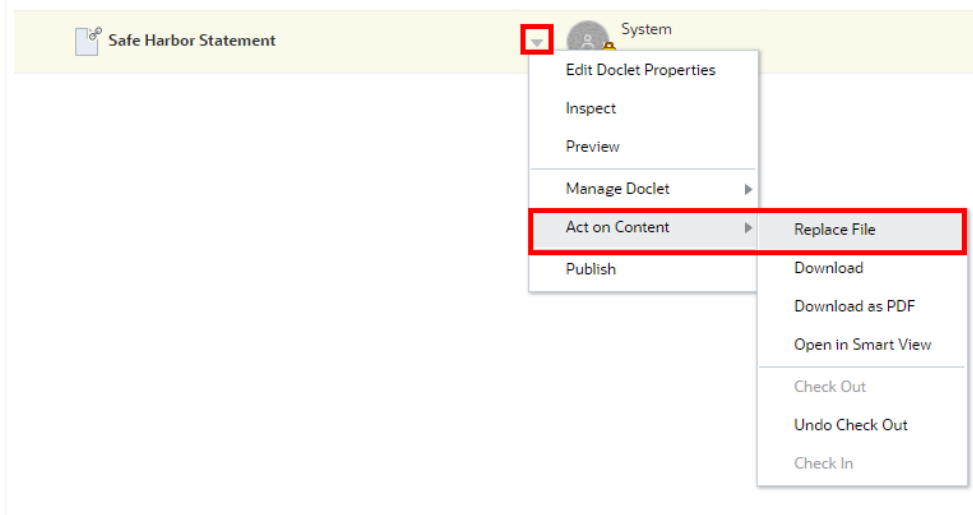 Safe Harbor Statement
System
Edit Doclet Properties
Inspect
Preview
Manage Doclet
Act on Content
Publish
Replace File
Download
Download as PDF
Open in Smart View
Check Out
Undo Check Out
Check In